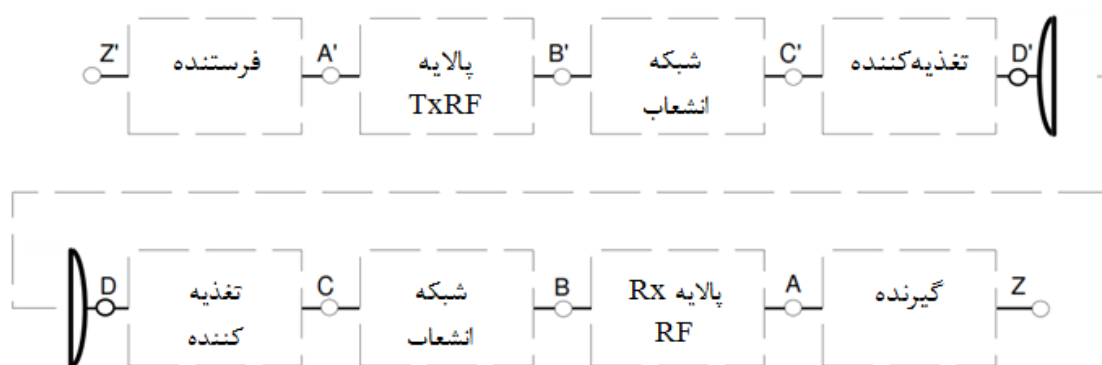 Z'
فرستنده
A'
پالایه
TxRF
B'
شبکه
انشعاب
C'
تغذیه‌کننده
D'
D
تغذیه
کننده
C
شبکه
انشعاب
B
پالایه Rx
RF
A
گیرنده
Z